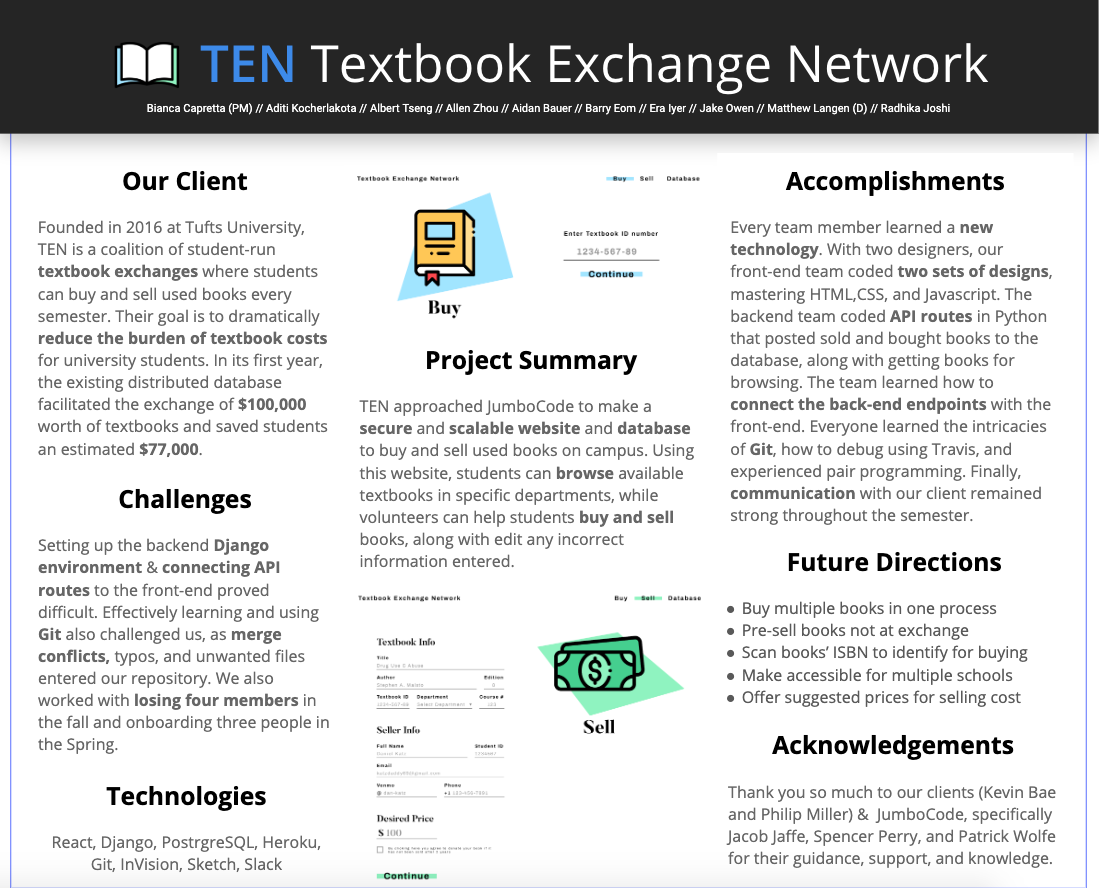 TEN Textbook Exchange Network
Bianca Capretta (PM) // Aditi Kocherlakota // Albert Tseng // Allen Zhou // Aidan Bauer // Barry Eom // Era Iyer // Jake Owen // Matthew Langen (D) // Radhika Joshi
Our Client
Founded in 2016 at Tufts University,
TEN is a coalition of student-run
textbook exchanges where students
can buy and sell used books every
semester. Their goal is to dramatically
reduce the burden of textbook costs
for university students. In its first year,
the existing distributed database
facilitated the exchange of $100,000
worth of textbooks and saved students
an estimated $77,000.
Challenges
Setting up the backend Django
environment & connecting API
routes to the front-end proved
difficult. Effectively learning and using
Git also challenged us, as merge
conflicts, typos, and unwanted files
entered our repository. We also
worked with losing four members in
the fall and onboarding three people in
the Spring.
Technologies
React, Django, PostrgreSQL, Heroku,
Git, InVision, Sketch, Slack
Textbook Exchange Network
Buy Sell Database
Enter Textbook ID number
1234-567-89
Continue
Buy
Project Summary
TEN approached JumboCode to make a
secure and scalable website and database
to buy and sell used books on campus. Using
this website, students can browse available
textbooks in specific departments, while
volunteers can help students buy and sell
books, along with edit any incorrect
information entered.
Textbook Exchange Network
Buy Sell Database
Textbook Info
Title
Drug Use & Abuse
Author Edition
Stephen A. Maisto 8
Textbook ID Department Course #
1234-567-89 Select Department 123
Seller Info
Full Name Student ID
Daniel Katz
Email
Venmo Phone
+1 123-456-7891
Desired Price
$ 100
Continue
Sell
Accomplishments
Every team member learned a new
technology. With two designers, our
front-end team coded two sets of designs,
mastering HTML,CSS, and Javascript. The
backend team coded API routes in Python
that posted sold and bought books to the
database, along with getting books for
browsing. The team learned how to
connect the back-end endpoints with the
front-end. Everyone learned the intricacies
of Git, how to debug using Travis, and
experienced pair programming. Finally,
communication with our client remained
strong throughout the semester.
Future Directions
● Buy multiple books in one process
● Pre-sell books not at exchange
● Scan books’ ISBN to identify for buying
● Make accessible for multiple schools
● Offer suggested prices for selling cost
Acknowledgements
Thank you so much to our clients (Kevin Bae
and Philip Miller) & JumboCode, specifically
Jacob Jaffe, Spencer Perry, and Patrick Wolfe
for their guidance, support, and knowledge.